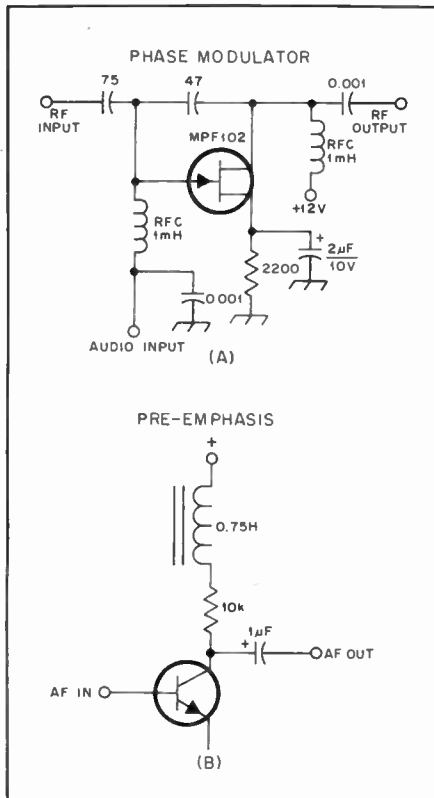 PHASE MODULATOR
75
47
0.001
RF INPUT
RF OUTPUT
MPF102
RFC
1mH
+12V
RFC
1mH
+
2µF
10V
2200
0.001
AUDIO INPUT
(A)
PRE-EMPHASIS
+
0.75H
10k
+
1µF
AF OUT
AF IN
(B)